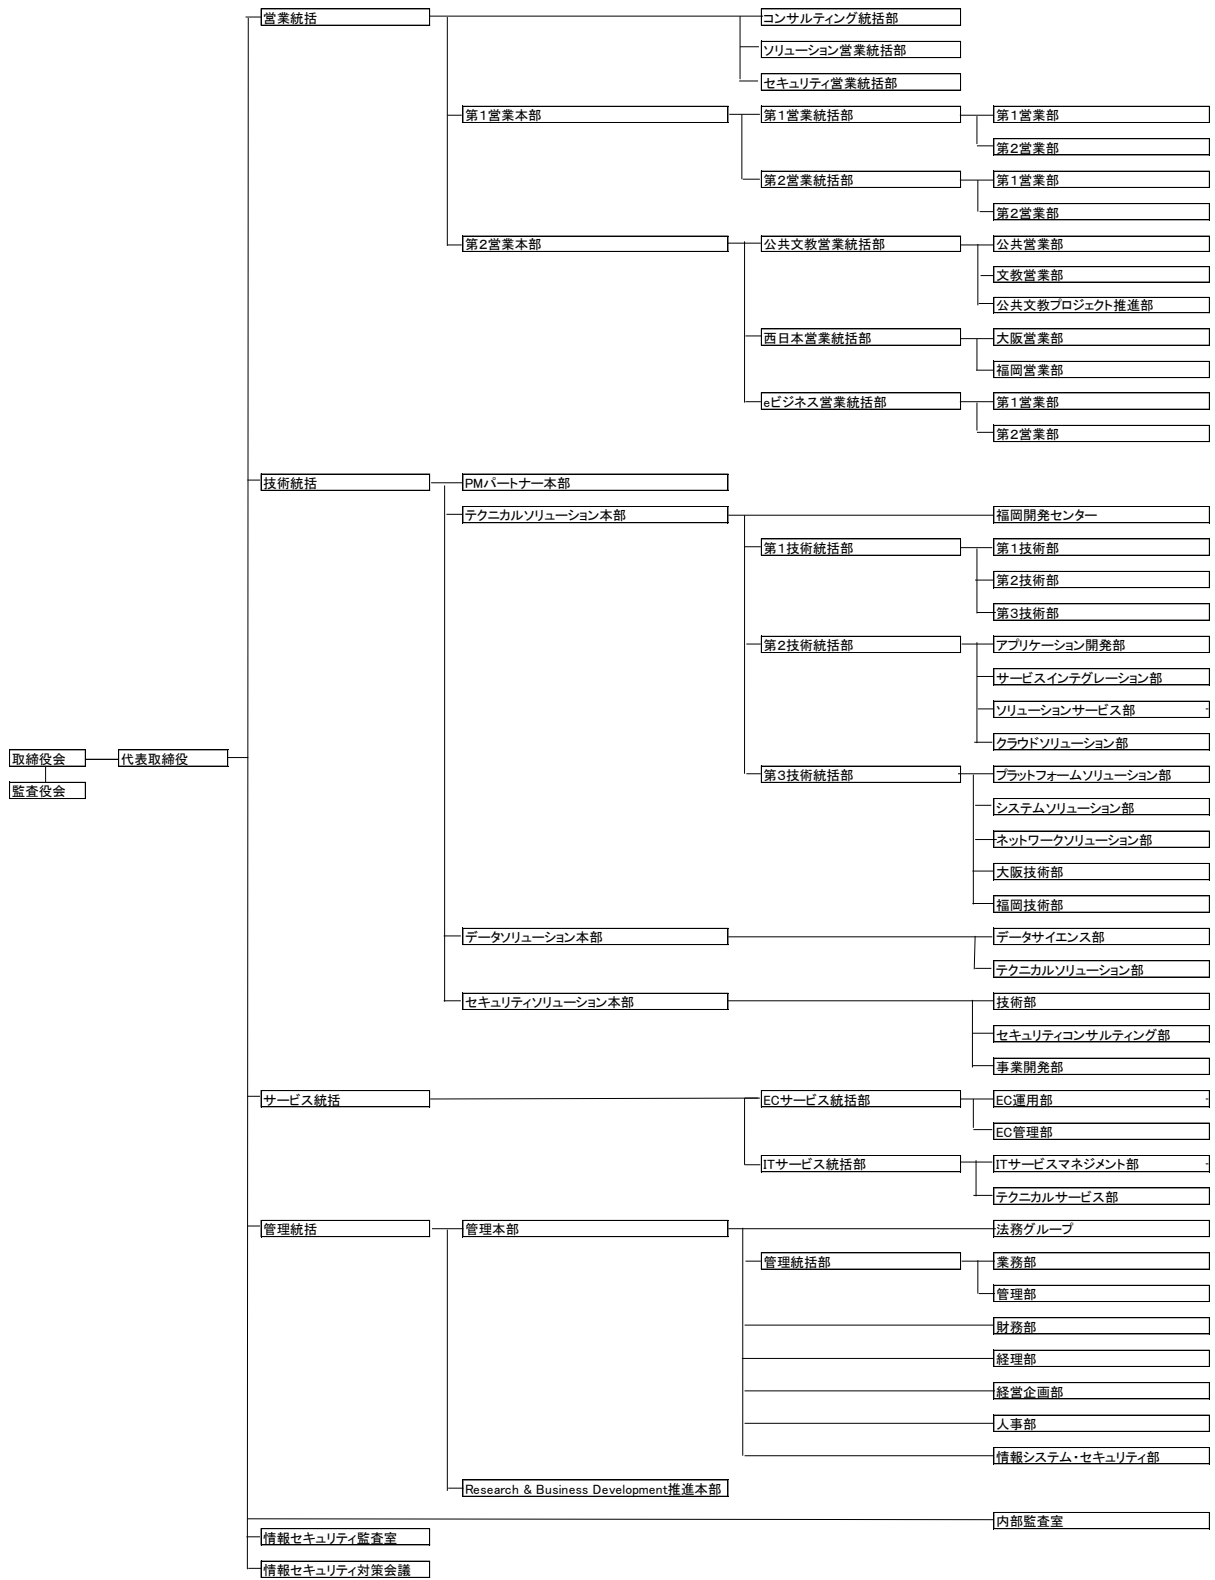 営業統括
コンサルティング統括部
ソリューション営業統括部
セキュリティ営業統括部
第1営業本部
第1営業統括部
第1営業部
第2営業部
第2営業統括部
第1営業部
第2営業部
第2営業本部
公共文教営業統括部
公共営業部
文教営業部
公共文教プロジェクト推進部
西日本営業統括部
大阪営業部
福岡営業部
eビジネス営業統括部
第1営業部
第2営業部
技術統括
PMパートナー本部
テクニカルソリューション本部
福岡開発センター
第1技術統括部
第1技術部
第2技術部
第3技術部
第2技術統括部
アプリケーション開発部
サービスインテグレーション部
ソリューションサービス部
クラウドソリューション部
取締役会
代表取締役
監査役会
第3技術統括部
プラットフォームソリューション部
システムソリューション部
ネットワークソリューション部
大阪技術部
福岡技術部
データソリューション本部
データサイエンス部
テクニカルソリューション部
セキュリティソリューション本部
技術部
セキュリティコンサルティング部
事業開発部
サービス統括
ECサービス統括部
EC運用部
EC管理部
ITサービス統括部
ITサービスマネジメント部
テクニカルサービス部
管理統括
管理本部
法務グループ
管理統括部
業務部
管理部
財務部
経理部
経営企画部
人事部
情報システム・セキュリティ部
Research & Business Development推進本部
内部監査室
情報セキュリティ監査室
情報セキュリティ対策会議